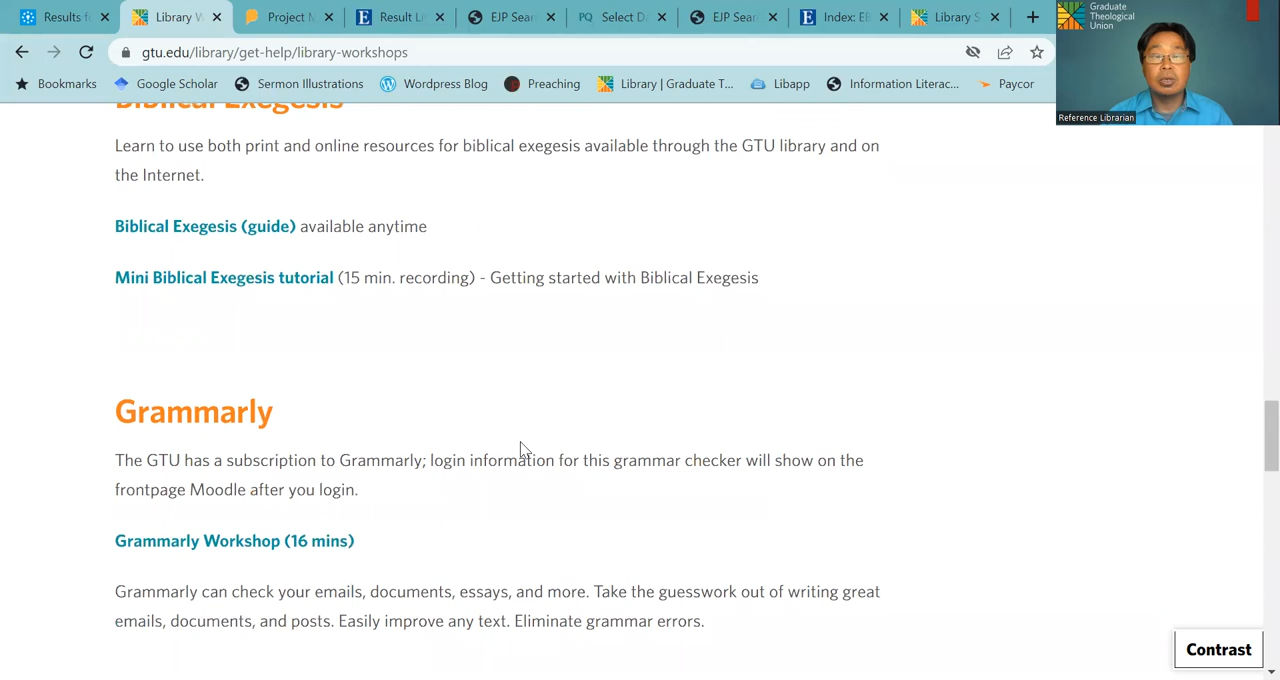 Results fo
Library W
Project M
Result Li
EJP Sear
PQ Select Da
EJP Sear
Index: EB
Library S
gtu.edu/library/get-help/library-workshops
Bookmarks
Google Scholar
Sermon Illustrations
Wordpress Blog
Preaching
Library | Graduate T...
Libapp
Information Literac...
Paycor
Graduate
Theological
Union
Reference Librarian
Biblical Exegesis
Learn to use both print and online resources for biblical exegesis available through the GTU library and on
the Internet.
Biblical Exegesis (guide) available anytime
Mini Biblical Exegesis tutorial (15 min. recording) - Getting started with Biblical Exegesis
Grammarly
The GTU has a subscription to Grammarly; login information for this grammar checker will show on the
frontpage Moodle after you login.
Grammarly Workshop (16 mins)
Grammarly can check your emails, documents, essays, and more. Take the guesswork out of writing great
emails, documents, and posts. Easily improve any text. Eliminate grammar errors.
Contrast